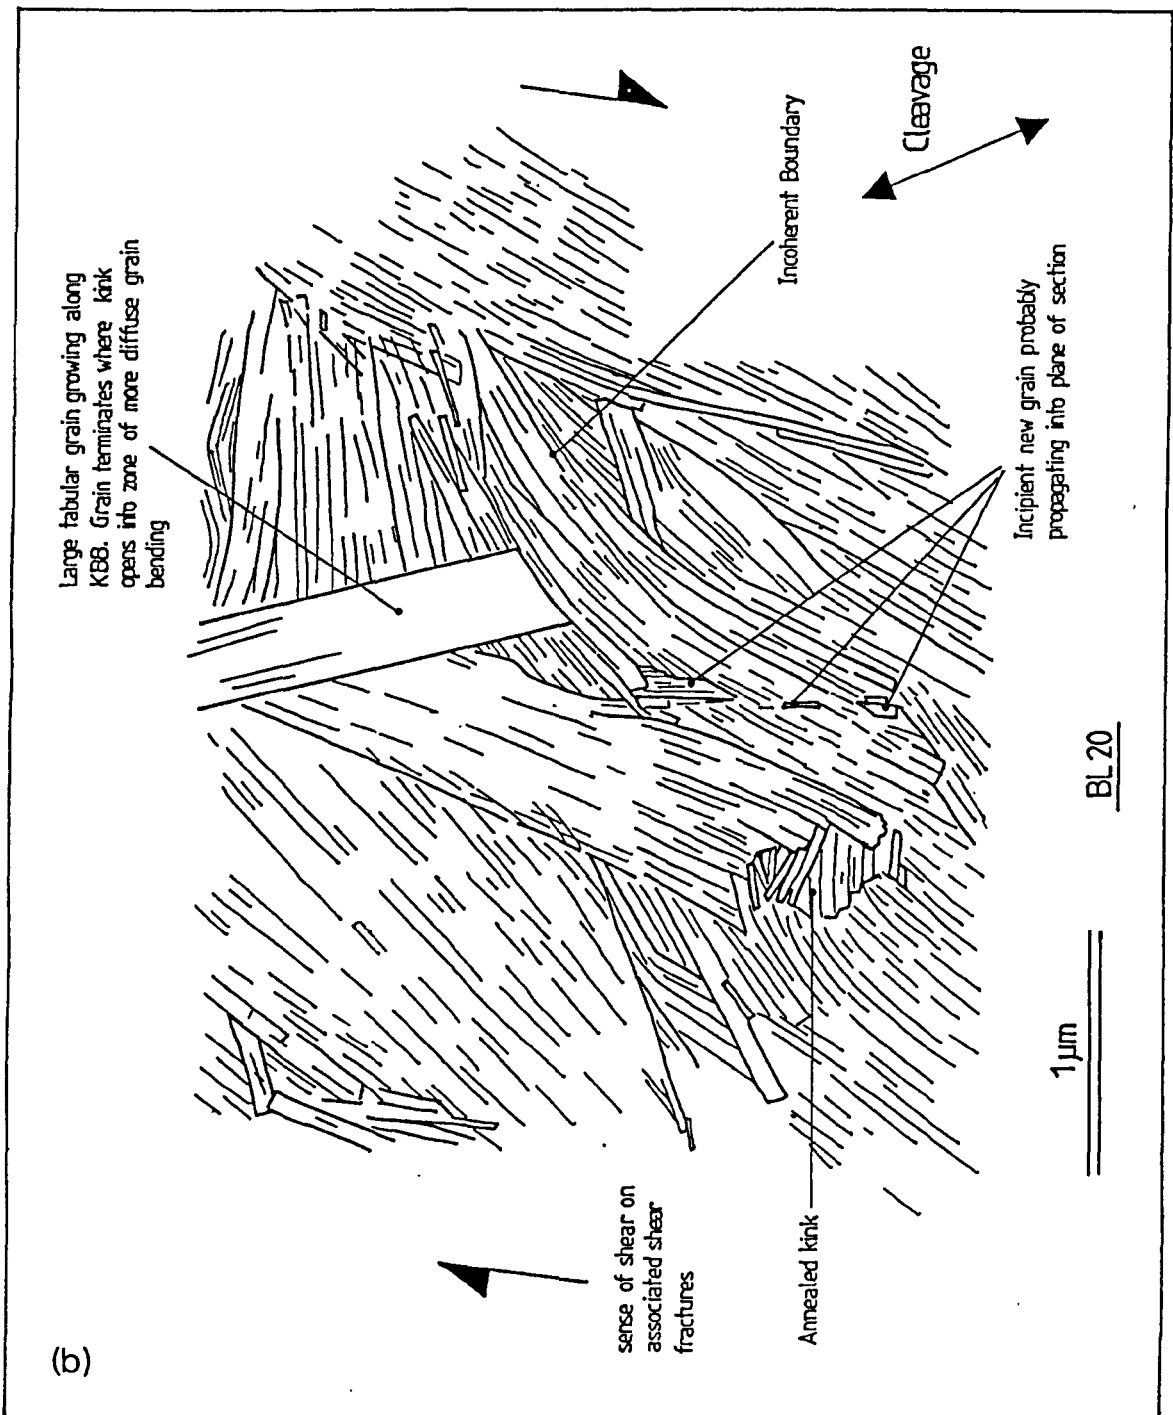 (b)
Large tabular grain growing along
KBB. Grain terminates where kink
opens into zone of more diffuse grain
bending
Cleavage
Incoherent Boundary
Incipient new grain probably
propagating into plane of section
sense of shear on
associated shear
fractures
Annealed kink
1µm
BL20